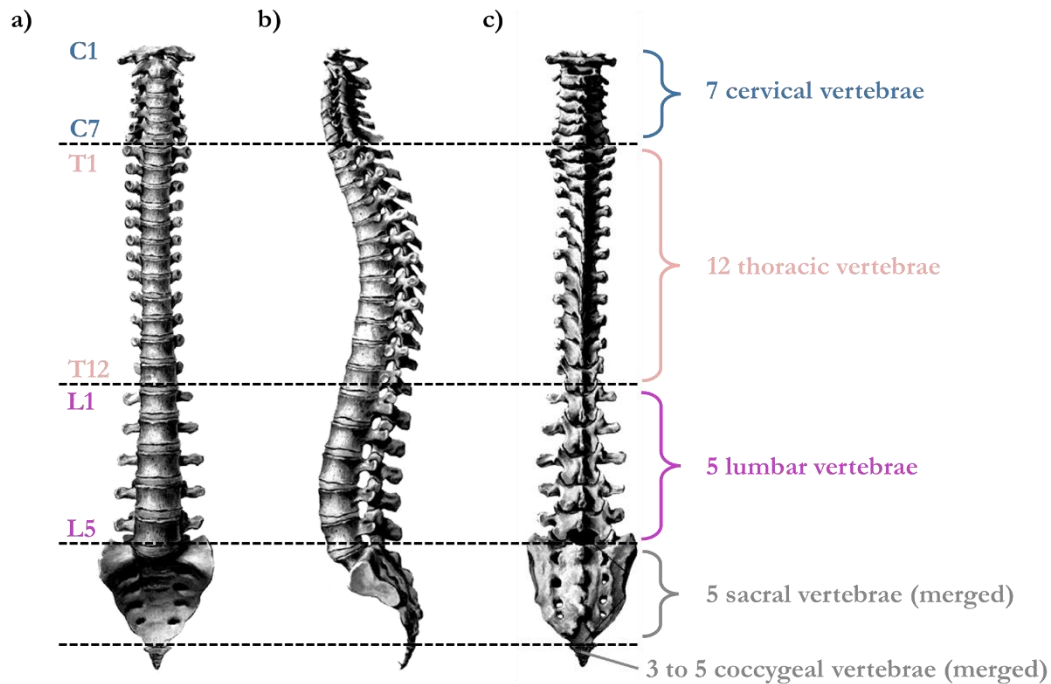 a)
b)
c)
C1
7 cervical vertebrae
C7
T1
12 thoracic vertebrae
T12
L1
5 lumbar vertebrae
L5
5 sacral vertebrae (merged)
3 to 5 coccygeal vertebrae (merged)